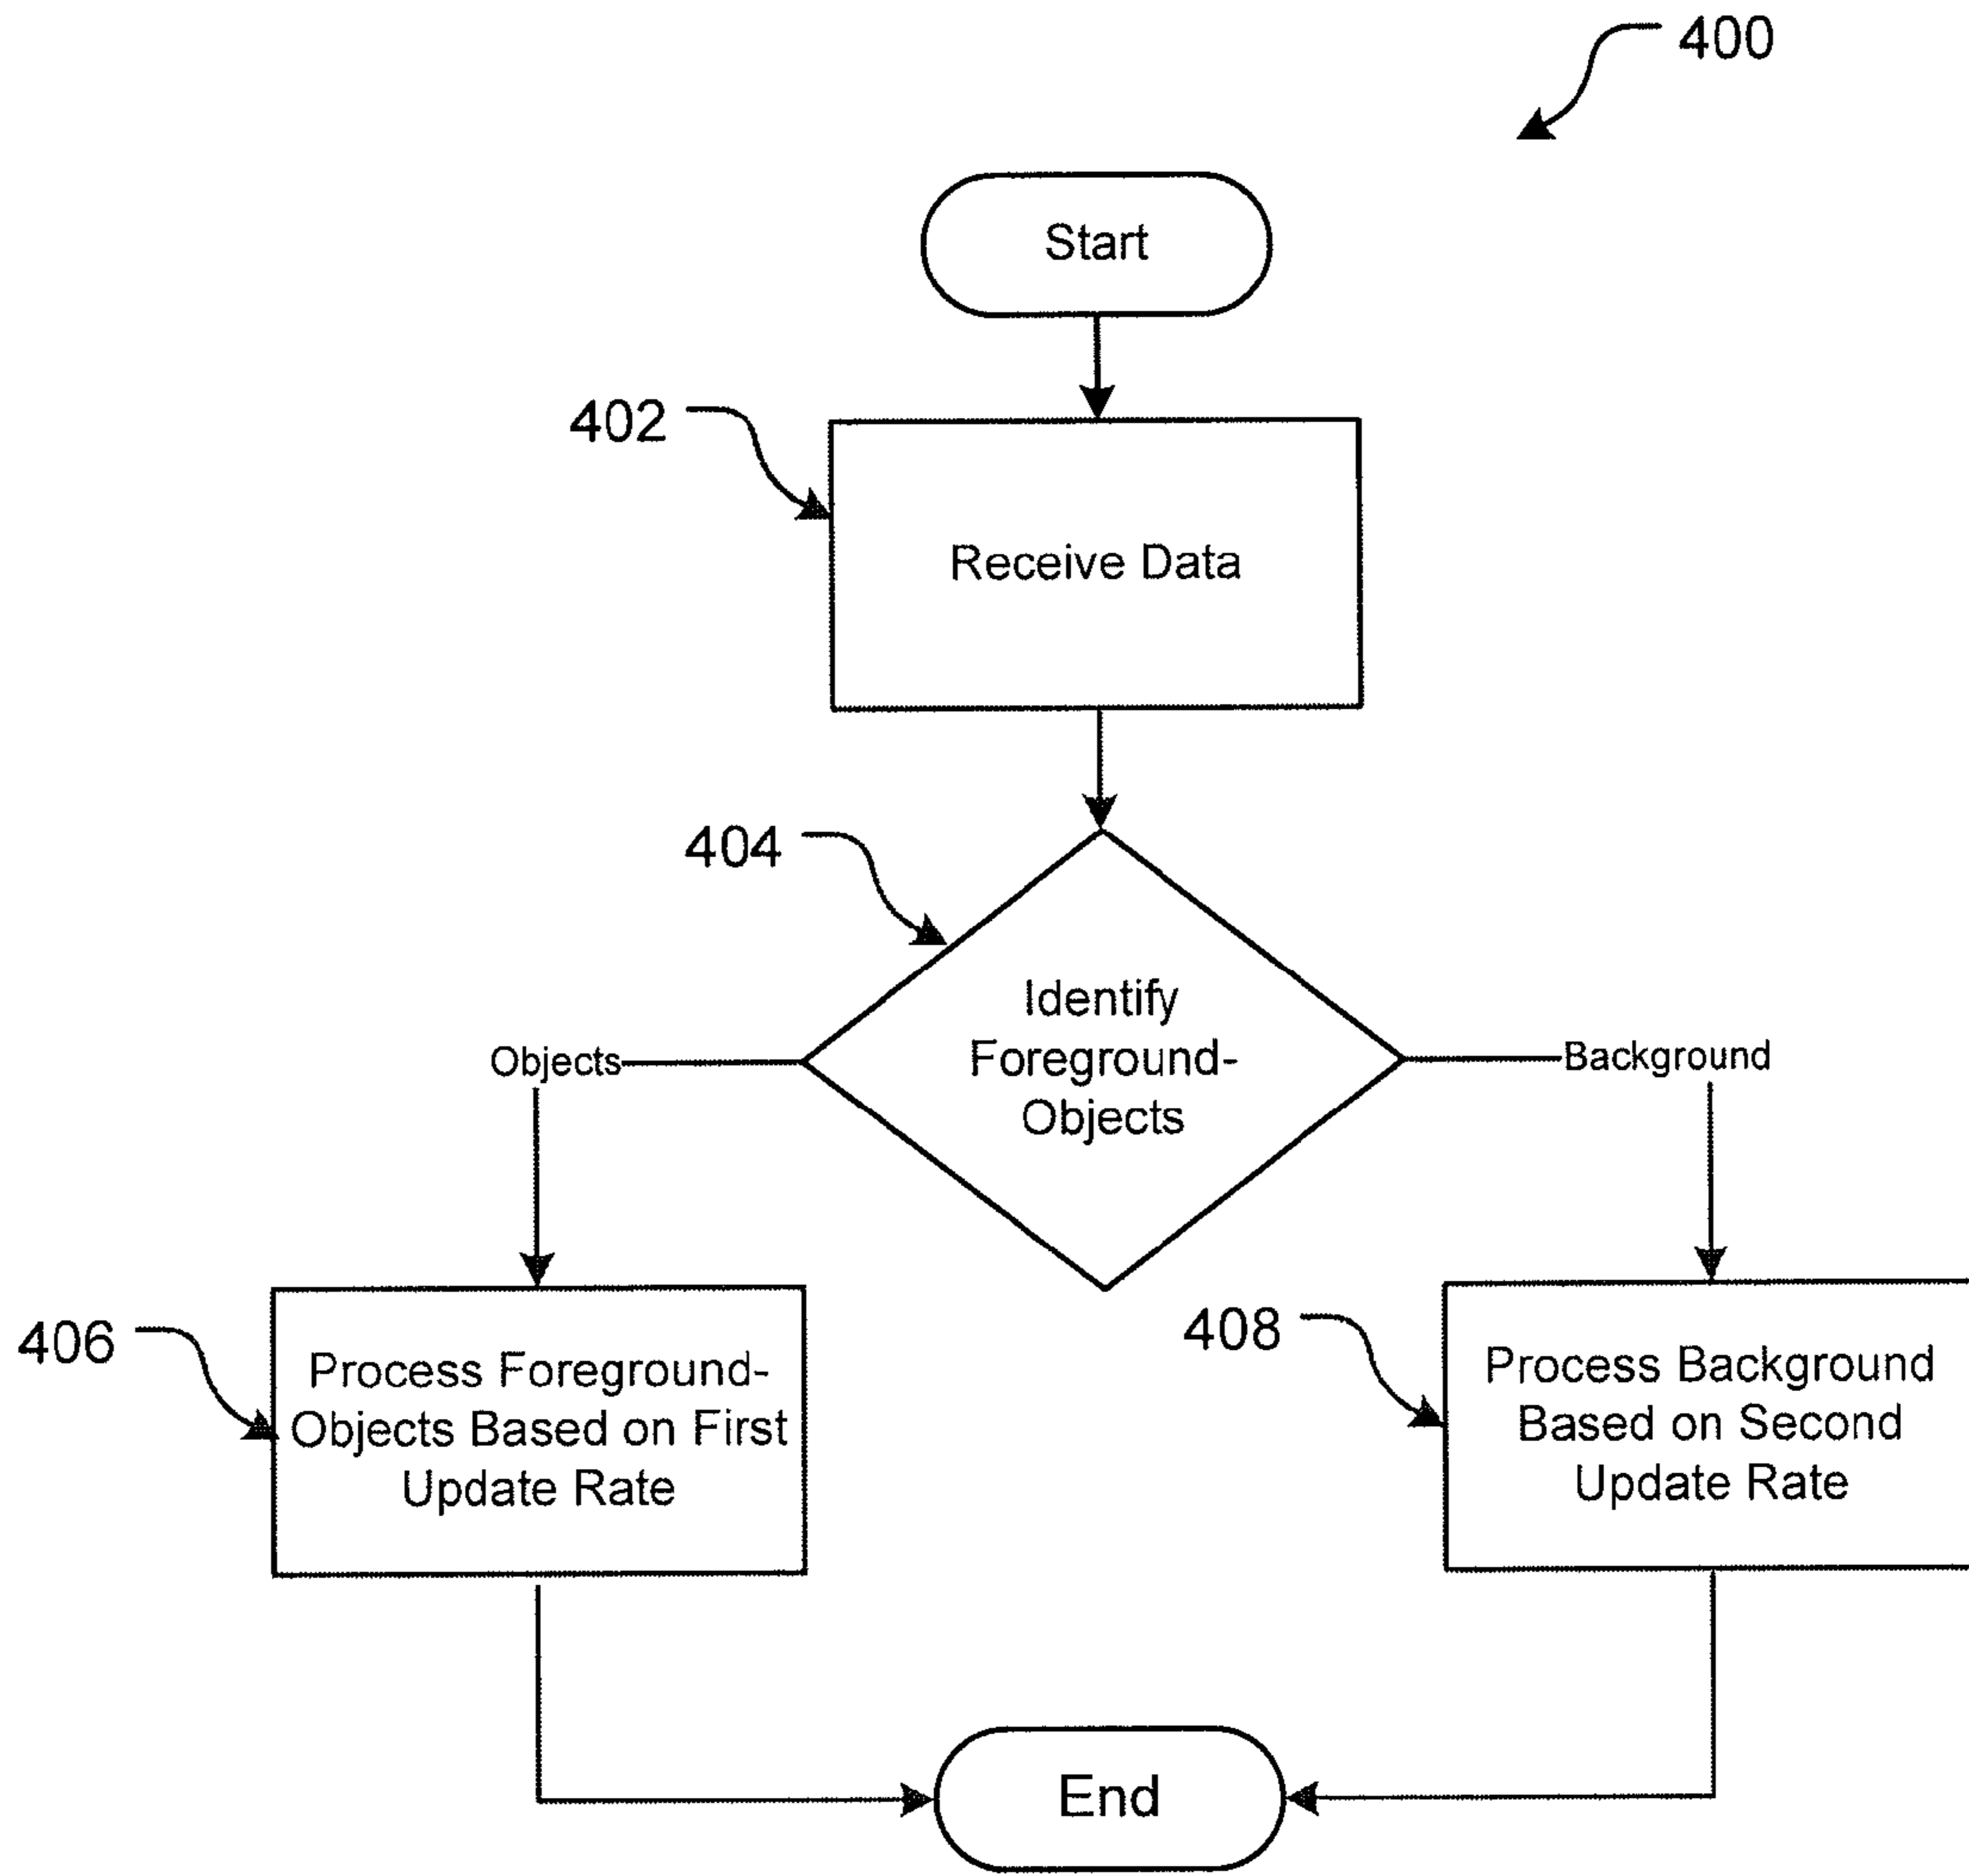 400
Start
402
Receive Data
404
Identify
Foreground-
Objects
Objects
Background
406
Process Foreground-
Objects Based on First
Update Rate
408
Process Background
Based on Second
Update Rate
End